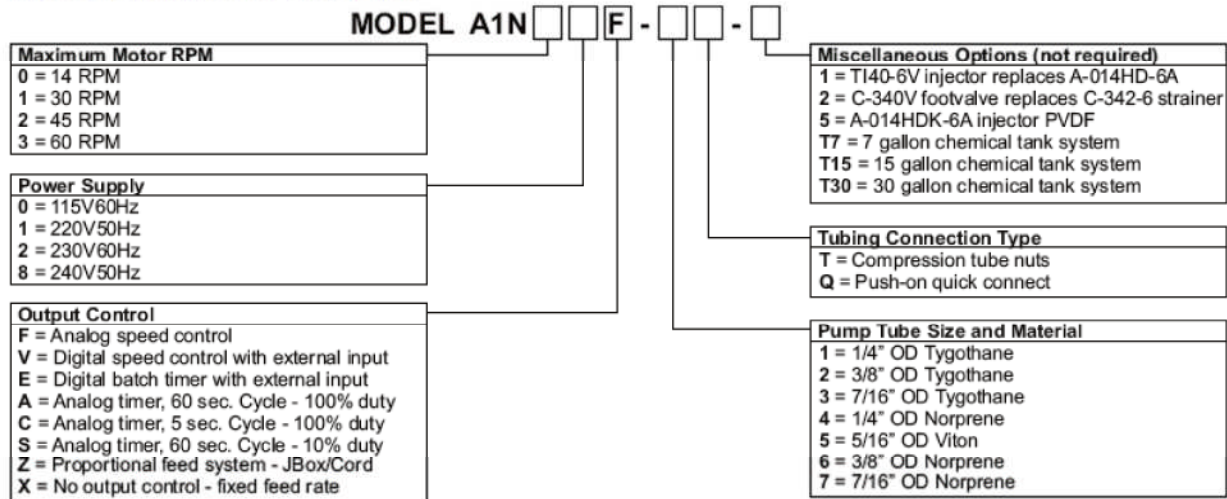 MODEL A1N F - -
Maximum Motor RPM
0 = 14 RPM
1 = 30 RPM
2 = 45 RPM
3 = 60 RPM
Power Supply
0 = 115V60Hz
1 = 220V50Hz
2 = 230V60Hz
8 = 240V50Hz
Output Control
F = Analog speed control
V = Digital speed control with external input
E = Digital batch timer with external input
A = Analog timer, 60 sec. Cycle - 100% duty
C = Analog timer, 5 sec. Cycle - 100% duty
S = Analog timer, 60 sec. Cycle - 10% duty
Z = Proportional feed system - JBox/Cord
X = No output control - fixed feed rate
Miscellaneous Options (not required)
1 = TI40-6V injector replaces A-014HD-6A
2 = C-340V footvalve replaces C-342-6 strainer
5 = A-014HDK-6A injector PVDF
T7 = 7 gallon chemical tank system
T15 = 15 gallon chemical tank system
T30 = 30 gallon chemical tank system
Tubing Connection Type
T = Compression tube nuts
Q = Push-on quick connect
Pump Tube Size and Material
1 = 1/4” OD Tygothane
2 = 3/8” OD Tygothane
3 = 7/16” OD Tygothane
4 = 1/4” OD Norprene
5 = 5/16” OD Viton
6 = 3/8” OD Norprene
7 = 7/16” OD Norprene